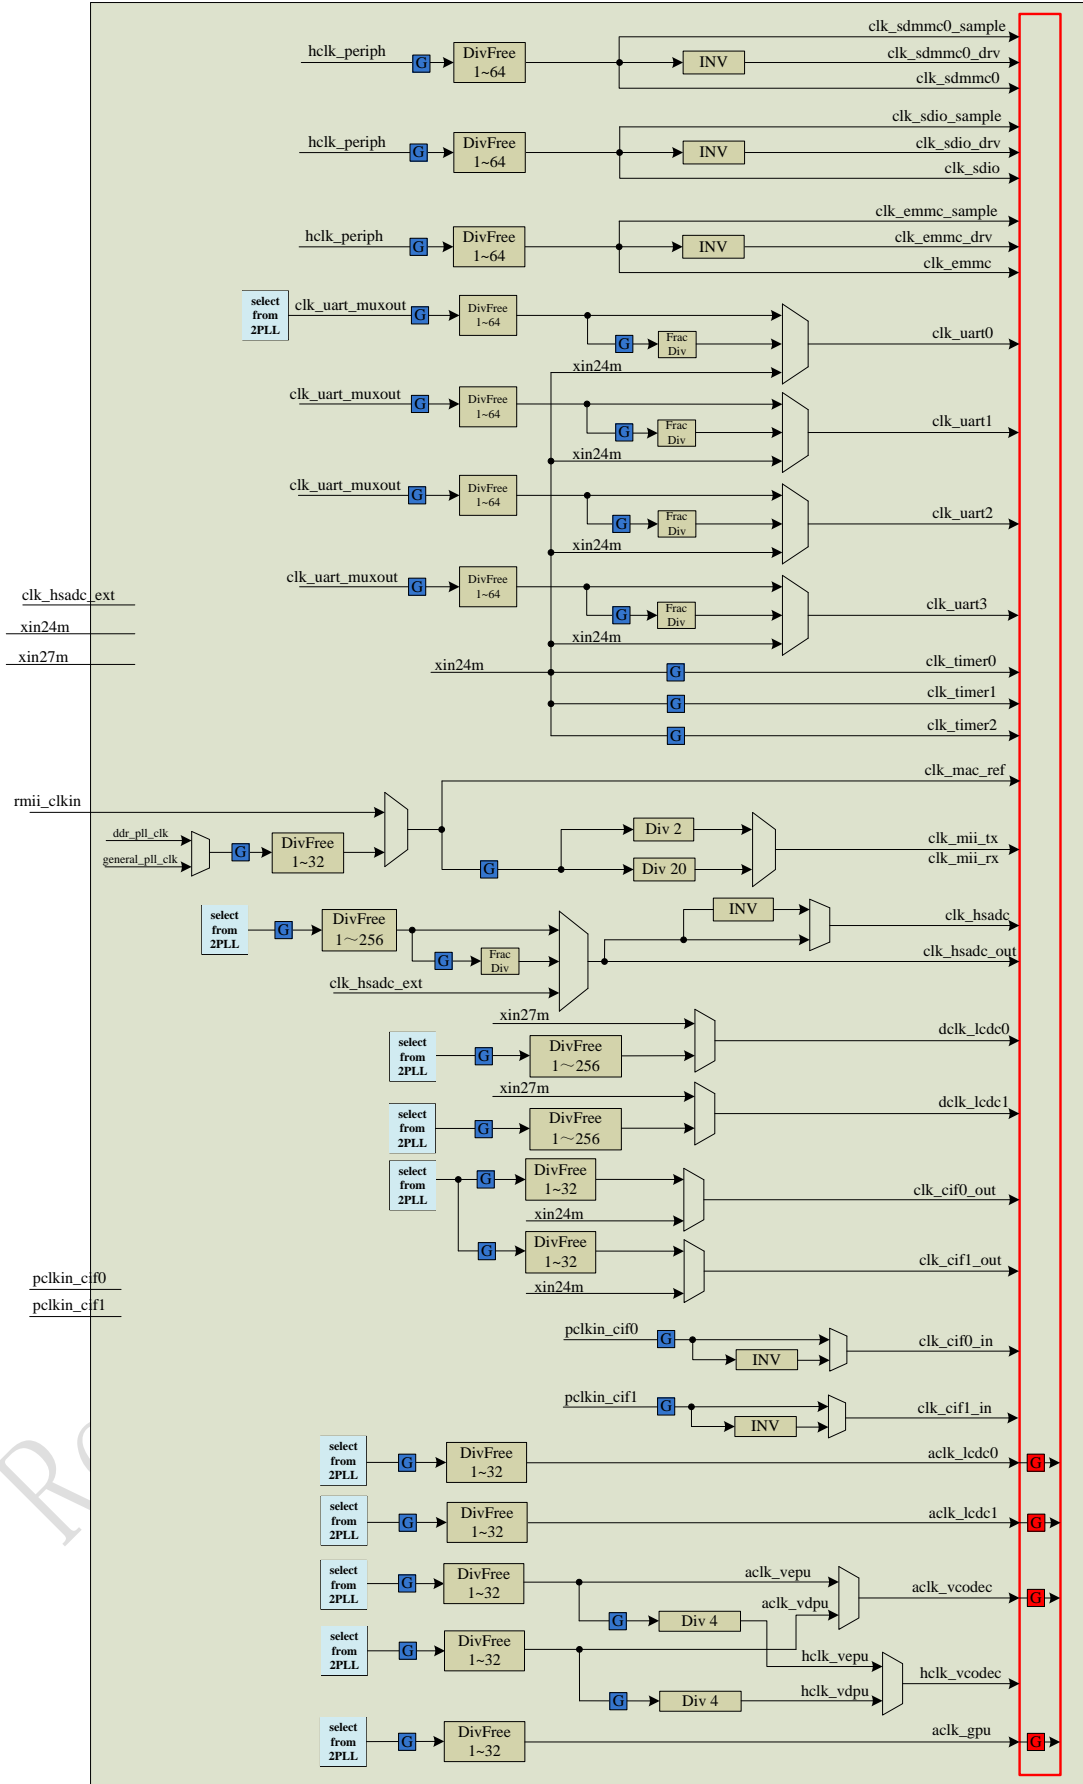 clk_sdmmc0_sample
hclk_periph G DivFree 1~64 INV clk_sdmmc0_drv
clk_sdmmc0
clk_sdio_sample
hclk_periph G DivFree 1~64 INV clk_sdio_drv
clk_sdio
clk_emmc_sample
hclk_periph G DivFree 1~64 INV clk_emmc_drv
clk_emmc
select from 2PLL clk_uart_muxout G DivFree 1~64
G Frac Div clk_uart0
xin24m
clk_uart_muxout G DivFree 1~64
G Frac Div clk_uart1
xin24m
clk_uart_muxout G DivFree 1~64
G Frac Div clk_uart2
xin24m
clk_uart_muxout G DivFree 1~64
clk_hsadc_ext
G Frac Div clk_uart3
xin24m
xin24m
xin27m
xin24m G clk_timer0
G clk_timer1
G clk_timer2
clk_mac_ref
rmii_clkin
ddr_pll_clk
general_pll_clk
G DivFree 1~32
Div 2
G Div 20
clk_mii_tx
clk_mii_rx
select from 2PLL G DivFree 1~256
INV clk_hsadc
G Frac Div clk_hsadc_out
clk_hsadc_ext
xin27m
select from 2PLL G DivFree 1~256 dclk_lcdc0
xin27m
select from 2PLL G DivFree 1~256 dclk_lcdc1
select from 2PLL G DivFree 1~32 clk_cif0_out
xin24m
G DivFree 1~32 clk_cif1_out
xin24m
pclkin_cif0
pclkin_cif1
pclkin_cif0 G INV clk_cif0_in
pclkin_cif1 G INV clk_cif1_in
select from 2PLL G DivFree 1~32 aclk_lcdc0 G
select from 2PLL G DivFree 1~32 aclk_lcdc1 G
select from 2PLL G DivFree 1~32 aclk_vepu aclk_vcodec G
G Div 4 aclk_vdpu
select from 2PLL G DivFree 1~32 hclk_vepu hclk_vcodec
G Div 4 hclk_vdpu
select from 2PLL G DivFree 1~32 aclk_gpu G